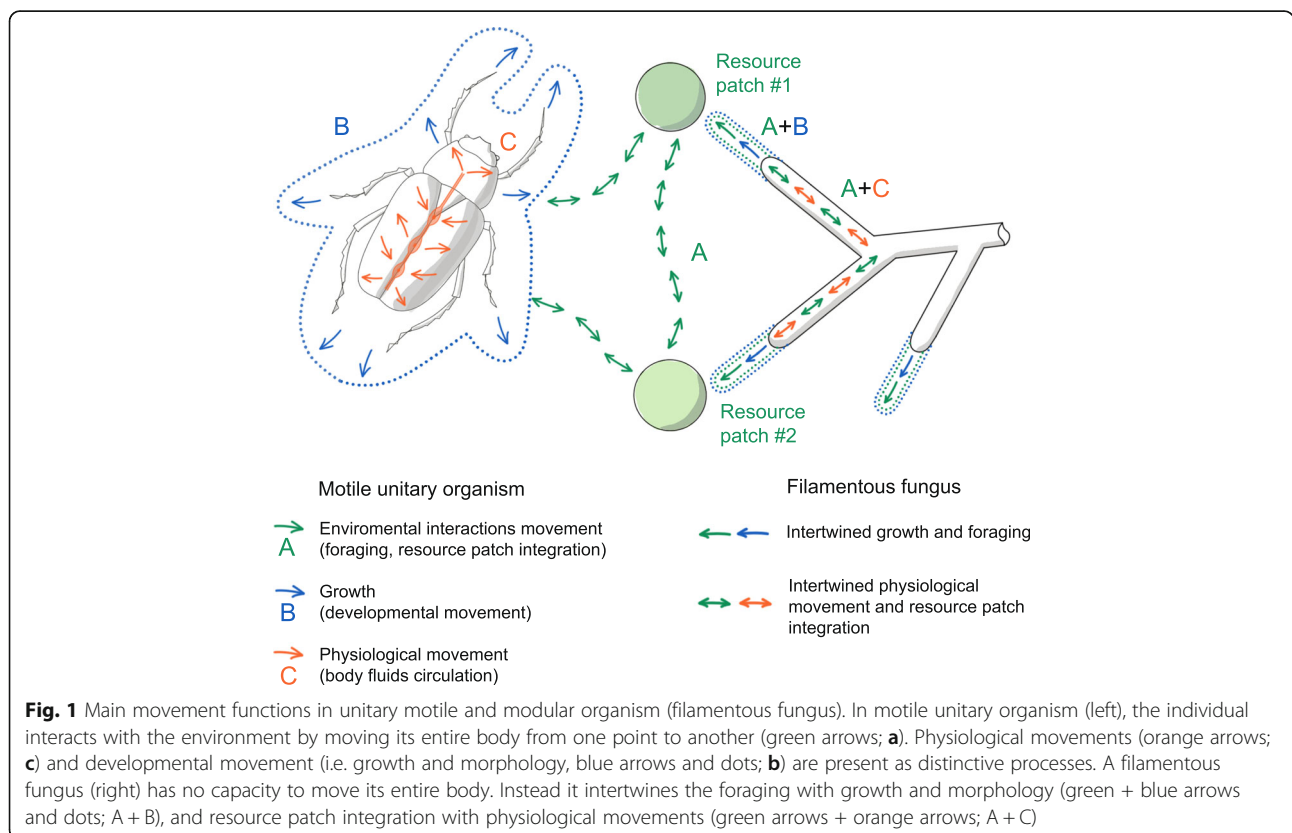 Resource
patch #1
B
C
A+B
A+C
A
Resource
patch #2
Motile unitary organism
Enviromental interactions movement
A
(foraging, resource patch integration)
Growth
B
(developmental movement)
Physiological movement
C
(body fluids circulation)
Filamentous fungus
Intertwined growth and foraging
Intertwined physiological
movement and resource patch
integration
Fig. 1 Main movement functions in unitary motile and modular organism (filamentous fungus). In motile unitary organism (left), the individual
interacts with the environment by moving its entire body from one point to another (green arrows; a). Physiological movements (orange arrows;
c) and developmental movement (i.e. growth and morphology, blue arrows and dots; b) are present as distinctive processes. A filamentous
fungus (right) has no capacity to move its entire body. Instead it intertwines the foraging with growth and morphology (green + blue arrows
and dots; A + B), and resource patch integration with physiological movements (green arrows + orange arrows; A + C)